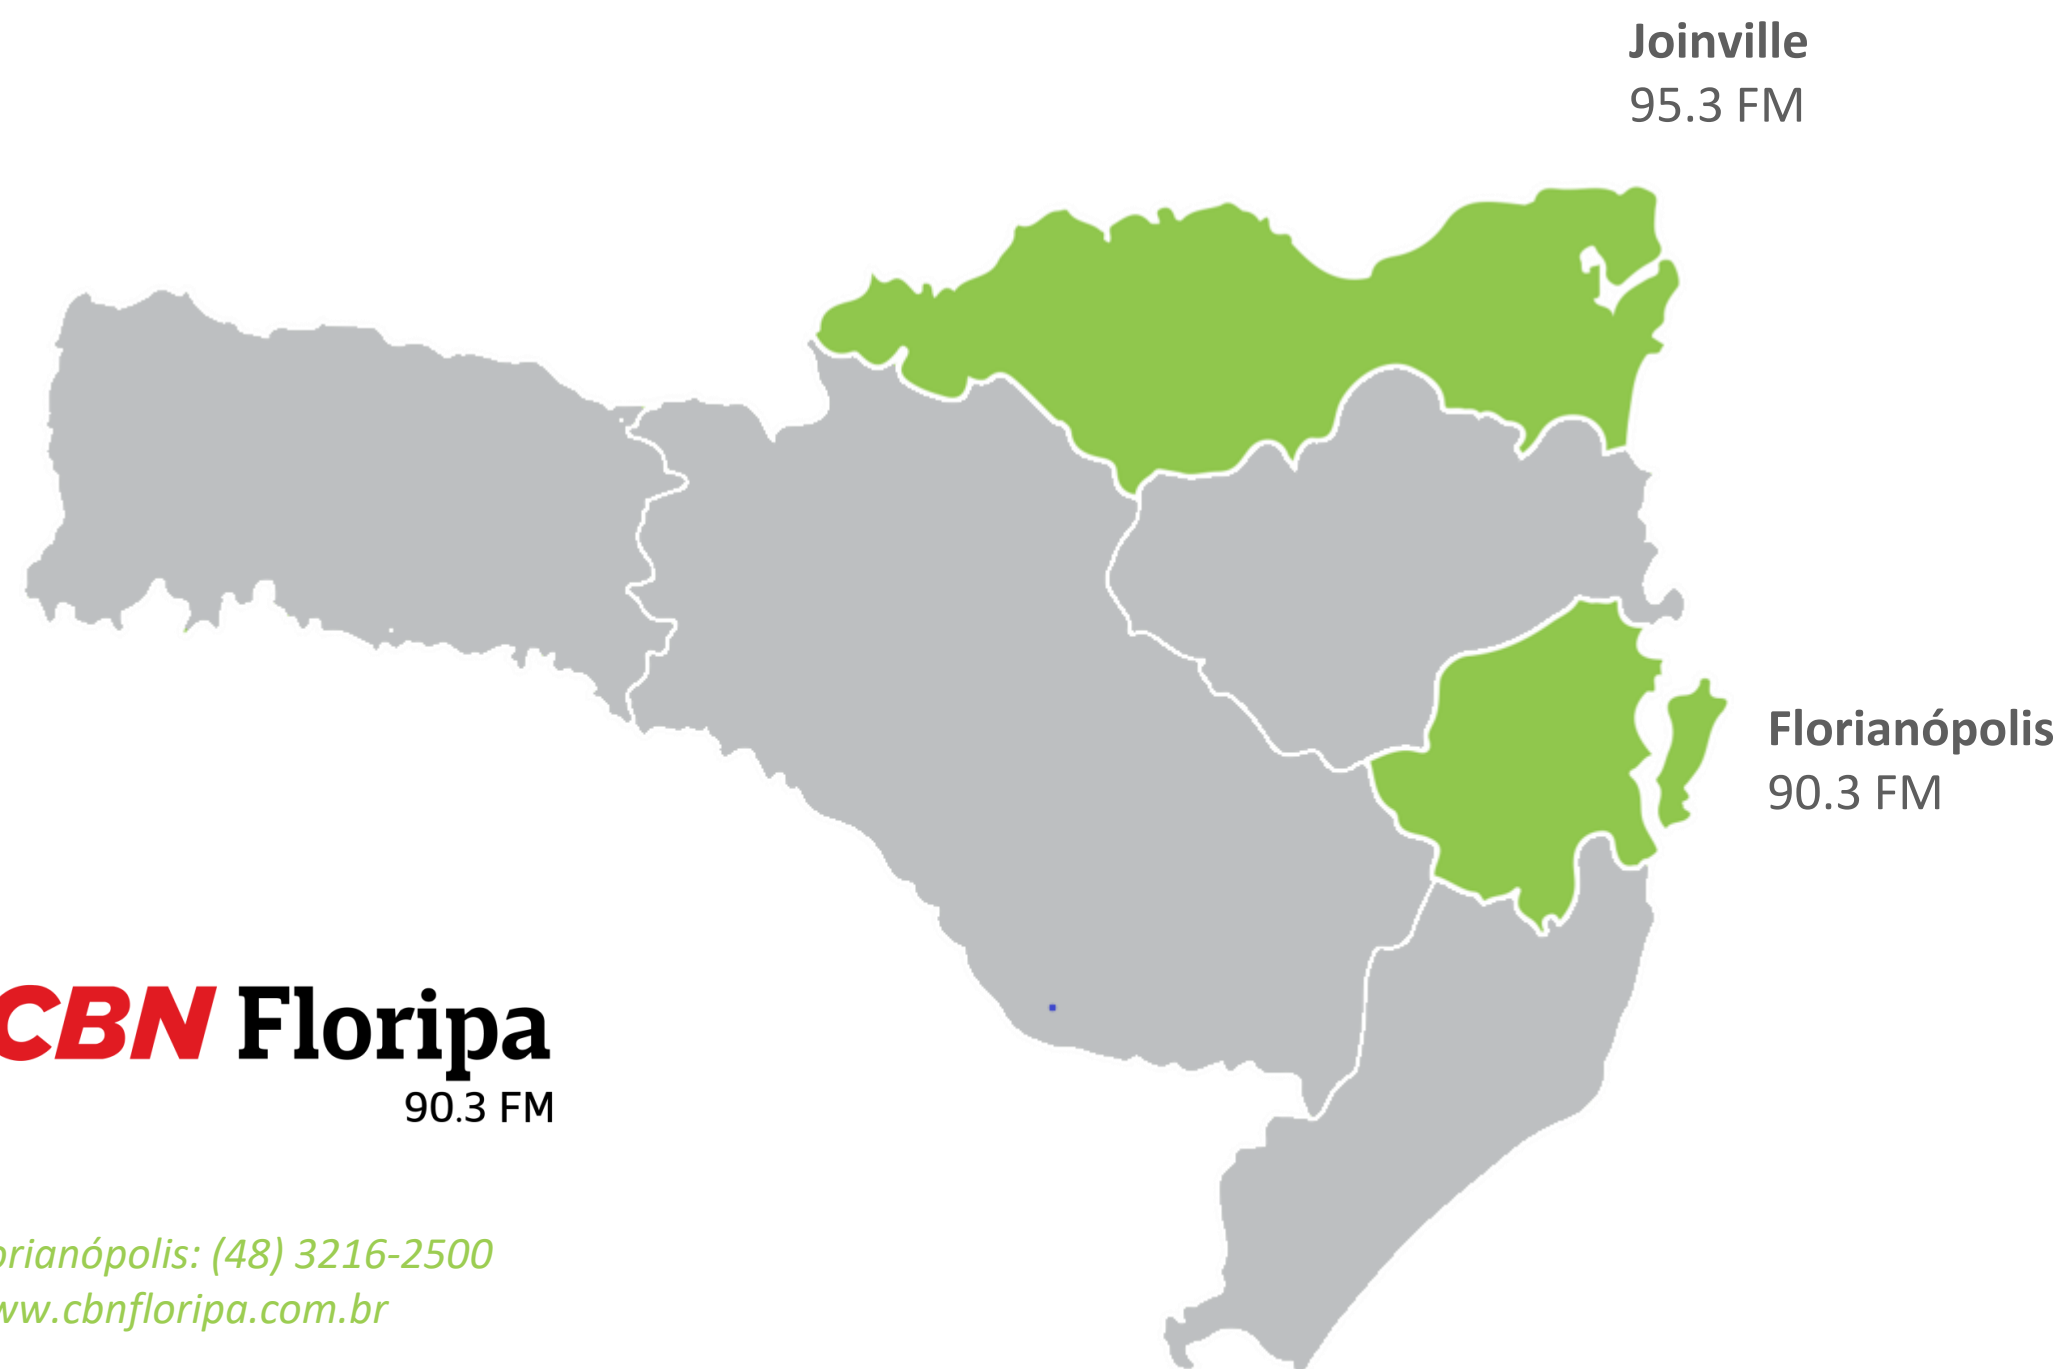 Joinville
95.3 FM
Florianópolis
90.3 FM
CBN Floripa
90.3 FM
orianópolis: (48) 3216-2500
ww.cbnfloripa.com.br